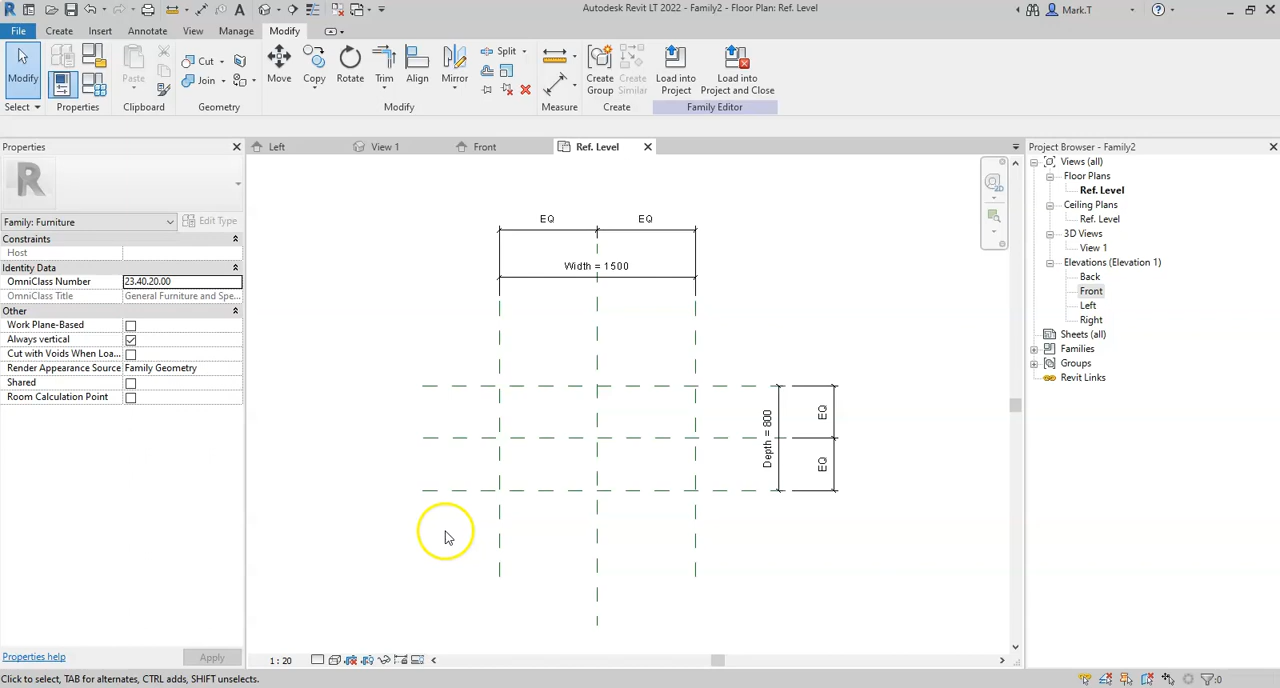 Autodesk Revit LT 2022 - Family2 - Floor Plan: Ref. Level
Mark.T
File Create Insert Annotate View Manage Modify
Modify
Select
Properties
Paste
Clipboard
Cut
Join
Geometry
Move Copy Rotate Trim Align Mirror
Split
Modify
Measure
Create Group
Create Similar
Create
Load into Project
Load into Project and Close
Family Editor
Properties
Left
View 1
Front
Ref. Level
Project Browser - Family2
Family: Furniture
Edit Type
Constraints
Host
Identity Data
OmniClass Number 23.40.20.00
OmniClass Title General Furniture and Spe...
Other
Work Plane-Based
Always vertical
Cut with Voids When Loa...
Render Appearance Source Family Geometry
Shared
Room Calculation Point
Properties help
Apply
EQ EQ
Width = 1500
Depth = 800
EQ
EQ
2D
Views (all)
Floor Plans
Ref. Level
Ceiling Plans
Ref. Level
3D Views
View 1
Elevations (Elevation 1)
Back
Front
Left
Right
Sheets (all)
Families
Groups
Revit Links
1 : 20
Click to select, TAB for alternates, CTRL adds, SHIFT unselects.
:0